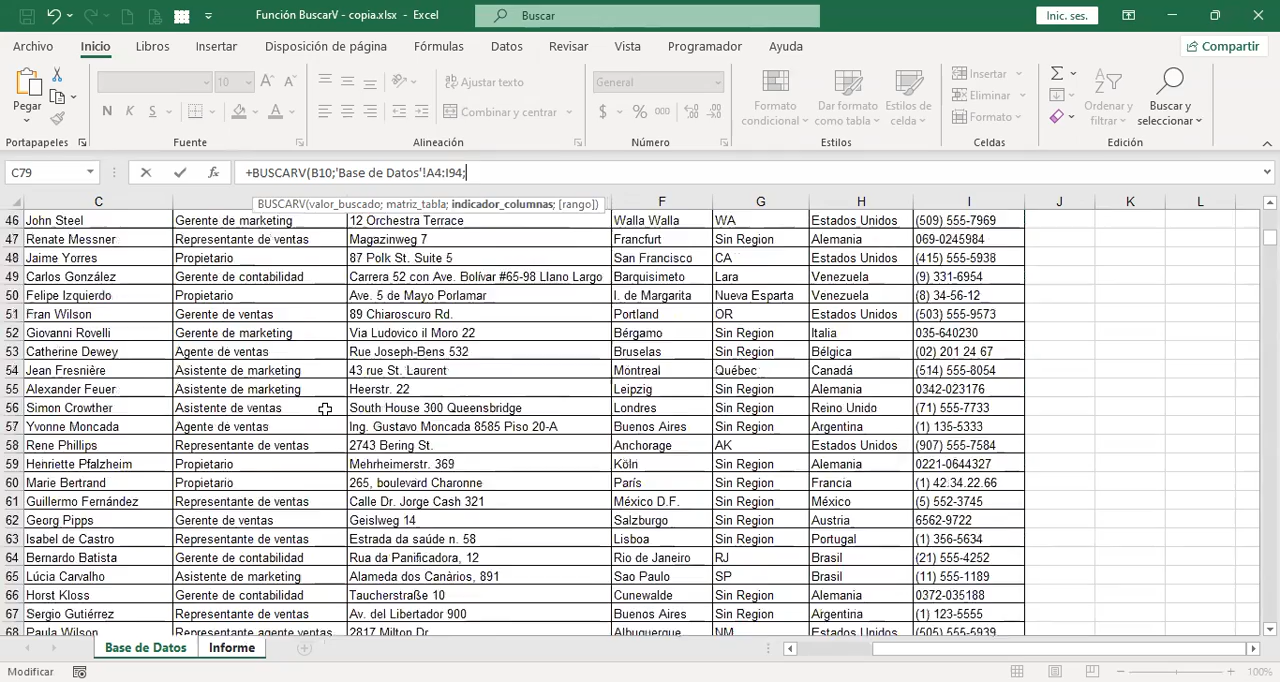 Función BuscarV - copia.xlsx - Excel
Buscar
Inic. ses.
Archivo Inicio Libros Insertar Disposición de página Fórmulas Datos Revisar Vista Programador Ayuda Compartir
Pegar
Portapapeles
10
N K S
Fuente
Ajustar texto
Combinar y centrar
Alineación
General
$ % 000
Número
Formato condicional
Dar formato como tabla
Estilos de celda
Estilos
Insertar
Eliminar
Formato
Celdas
Ordenar y filtrar
Buscar y seleccionar
Edición
C79
+BUSCARV(B10;'Base de Datos'!A4:I94;
BUSCARV(valor_buscado; matriz_tabla; indicador_columnas; [rango])
C F G H I J K L
46 John Steel Gerente de marketing 12 Orchestra Terrace Walla Walla WA Estados Unidos (509) 555-7969
47 Renate Messner Representante de ventas Magazinweg 7 Francfurt Sin Region Alemania 069-0245984
48 Jaime Yorres Propietario 87 Polk St. Suite 5 San Francisco CA Estados Unidos (415) 555-5938
49 Carlos González Gerente de contabilidad Carrera 52 con Ave. Bolívar #65-98 Llano Largo Barquisimeto Lara Venezuela (9) 331-6954
50 Felipe Izquierdo Propietario Ave. 5 de Mayo Porlamar I. de Margarita Nueva Esparta Venezuela (8) 34-56-12
51 Fran Wilson Gerente de ventas 89 Chiaroscuro Rd. Portland OR Estados Unidos (503) 555-9573
52 Giovanni Rovelli Gerente de marketing Via Ludovico il Moro 22 Bérgamo Sin Region Italia 035-640230
53 Catherine Dewey Agente de ventas Rue Joseph-Bens 532 Bruselas Sin Region Bélgica (02) 201 24 67
54 Jean Fresnière Asistente de marketing 43 rue St. Laurent Montreal Québec Canadá (514) 555-8054
55 Alexander Feuer Asistente de marketing Heerstr. 22 Leipzig Sin Region Alemania 0342-023176
56 Simon Crowther Asistente de ventas South House 300 Queensbridge Londres Sin Region Reino Unido (71) 555-7733
57 Yvonne Moncada Agente de ventas Ing. Gustavo Moncada 8585 Piso 20-A Buenos Aires Sin Region Argentina (1) 135-5333
58 Rene Phillips Representante de ventas 2743 Bering St. Anchorage AK Estados Unidos (907) 555-7584
59 Henriette Pfalzheim Propietario Mehrheimerstr. 369 Köln Sin Region Alemania 0221-0644327
60 Marie Bertrand Propietario 265, boulevard Charonne París Sin Region Francia (1) 42.34.22.66
61 Guillermo Fernández Representante de ventas Calle Dr. Jorge Cash 321 México D.F. Sin Region México (5) 552-3745
62 Georg Pipps Gerente de ventas Geislweg 14 Salzburgo Sin Region Austria 6562-9722
63 Isabel de Castro Representante de ventas Estrada da saúde n. 58 Lisboa Sin Region Portugal (1) 356-5634
64 Bernardo Batista Gerente de contabilidad Rua da Panificadora, 12 Rio de Janeiro RJ Brasil (21) 555-4252
65 Lúcia Carvalho Asistente de marketing Alameda dos Canàrios, 891 Sao Paulo SP Brasil (11) 555-1189
66 Horst Kloss Gerente de contabilidad Taucherstraße 10 Cunewalde Sin Region Alemania 0372-035188
67 Sergio Gutiérrez Representante de ventas Av. del Libertador 900 Buenos Aires Sin Region Argentina (1) 123-5555
68 Paula Wilson Representante agente ventas 2817 Milton Dr. Albuquerque NM Estados Unidos (505) 555-5939
Base de Datos Informe
Modificar 100%